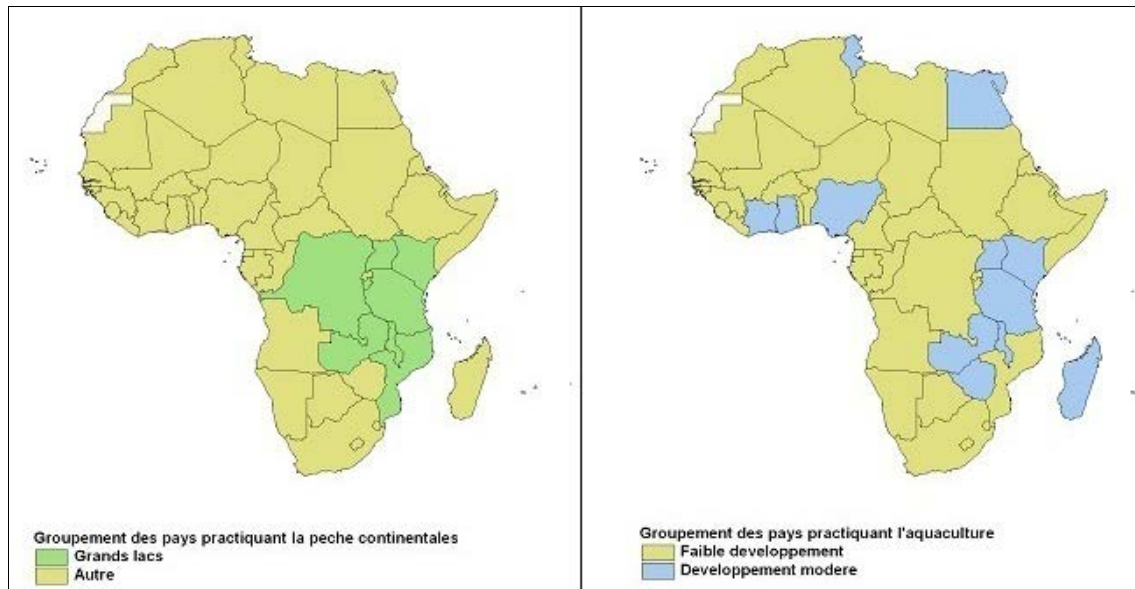 Groupement des pays practiquant la peche continentales
Grands lacs
Autre
Groupement des pays practiquant l'aquaculture
Faible developpement
Developpement modere